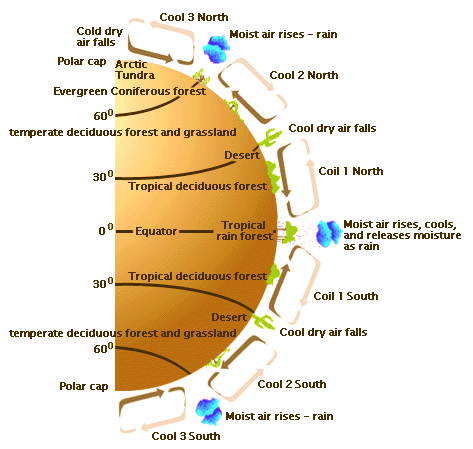 Cool 3 North
Cold dry
air falls
Moist air rises – rain
Polar cap
Arctic
Tundra
Cool 2 North
Evergreen Coniferous forest
60⁰
temperate deciduous forest and grassland
Cool dry air falls
Desert
Coil 1 North
30⁰
Tropical deciduous forest
0⁰
Equator
Tropical
rain forest
Moist air rises, cools,
and releases moisture
as rain
Tropical deciduous forest
30⁰
Coil 1 South
Desert
temperate deciduous forest and grassland
Cool dry air falls
60⁰
Polar cap
Cool 2 South
Moist air rises – rain
Cool 3 South